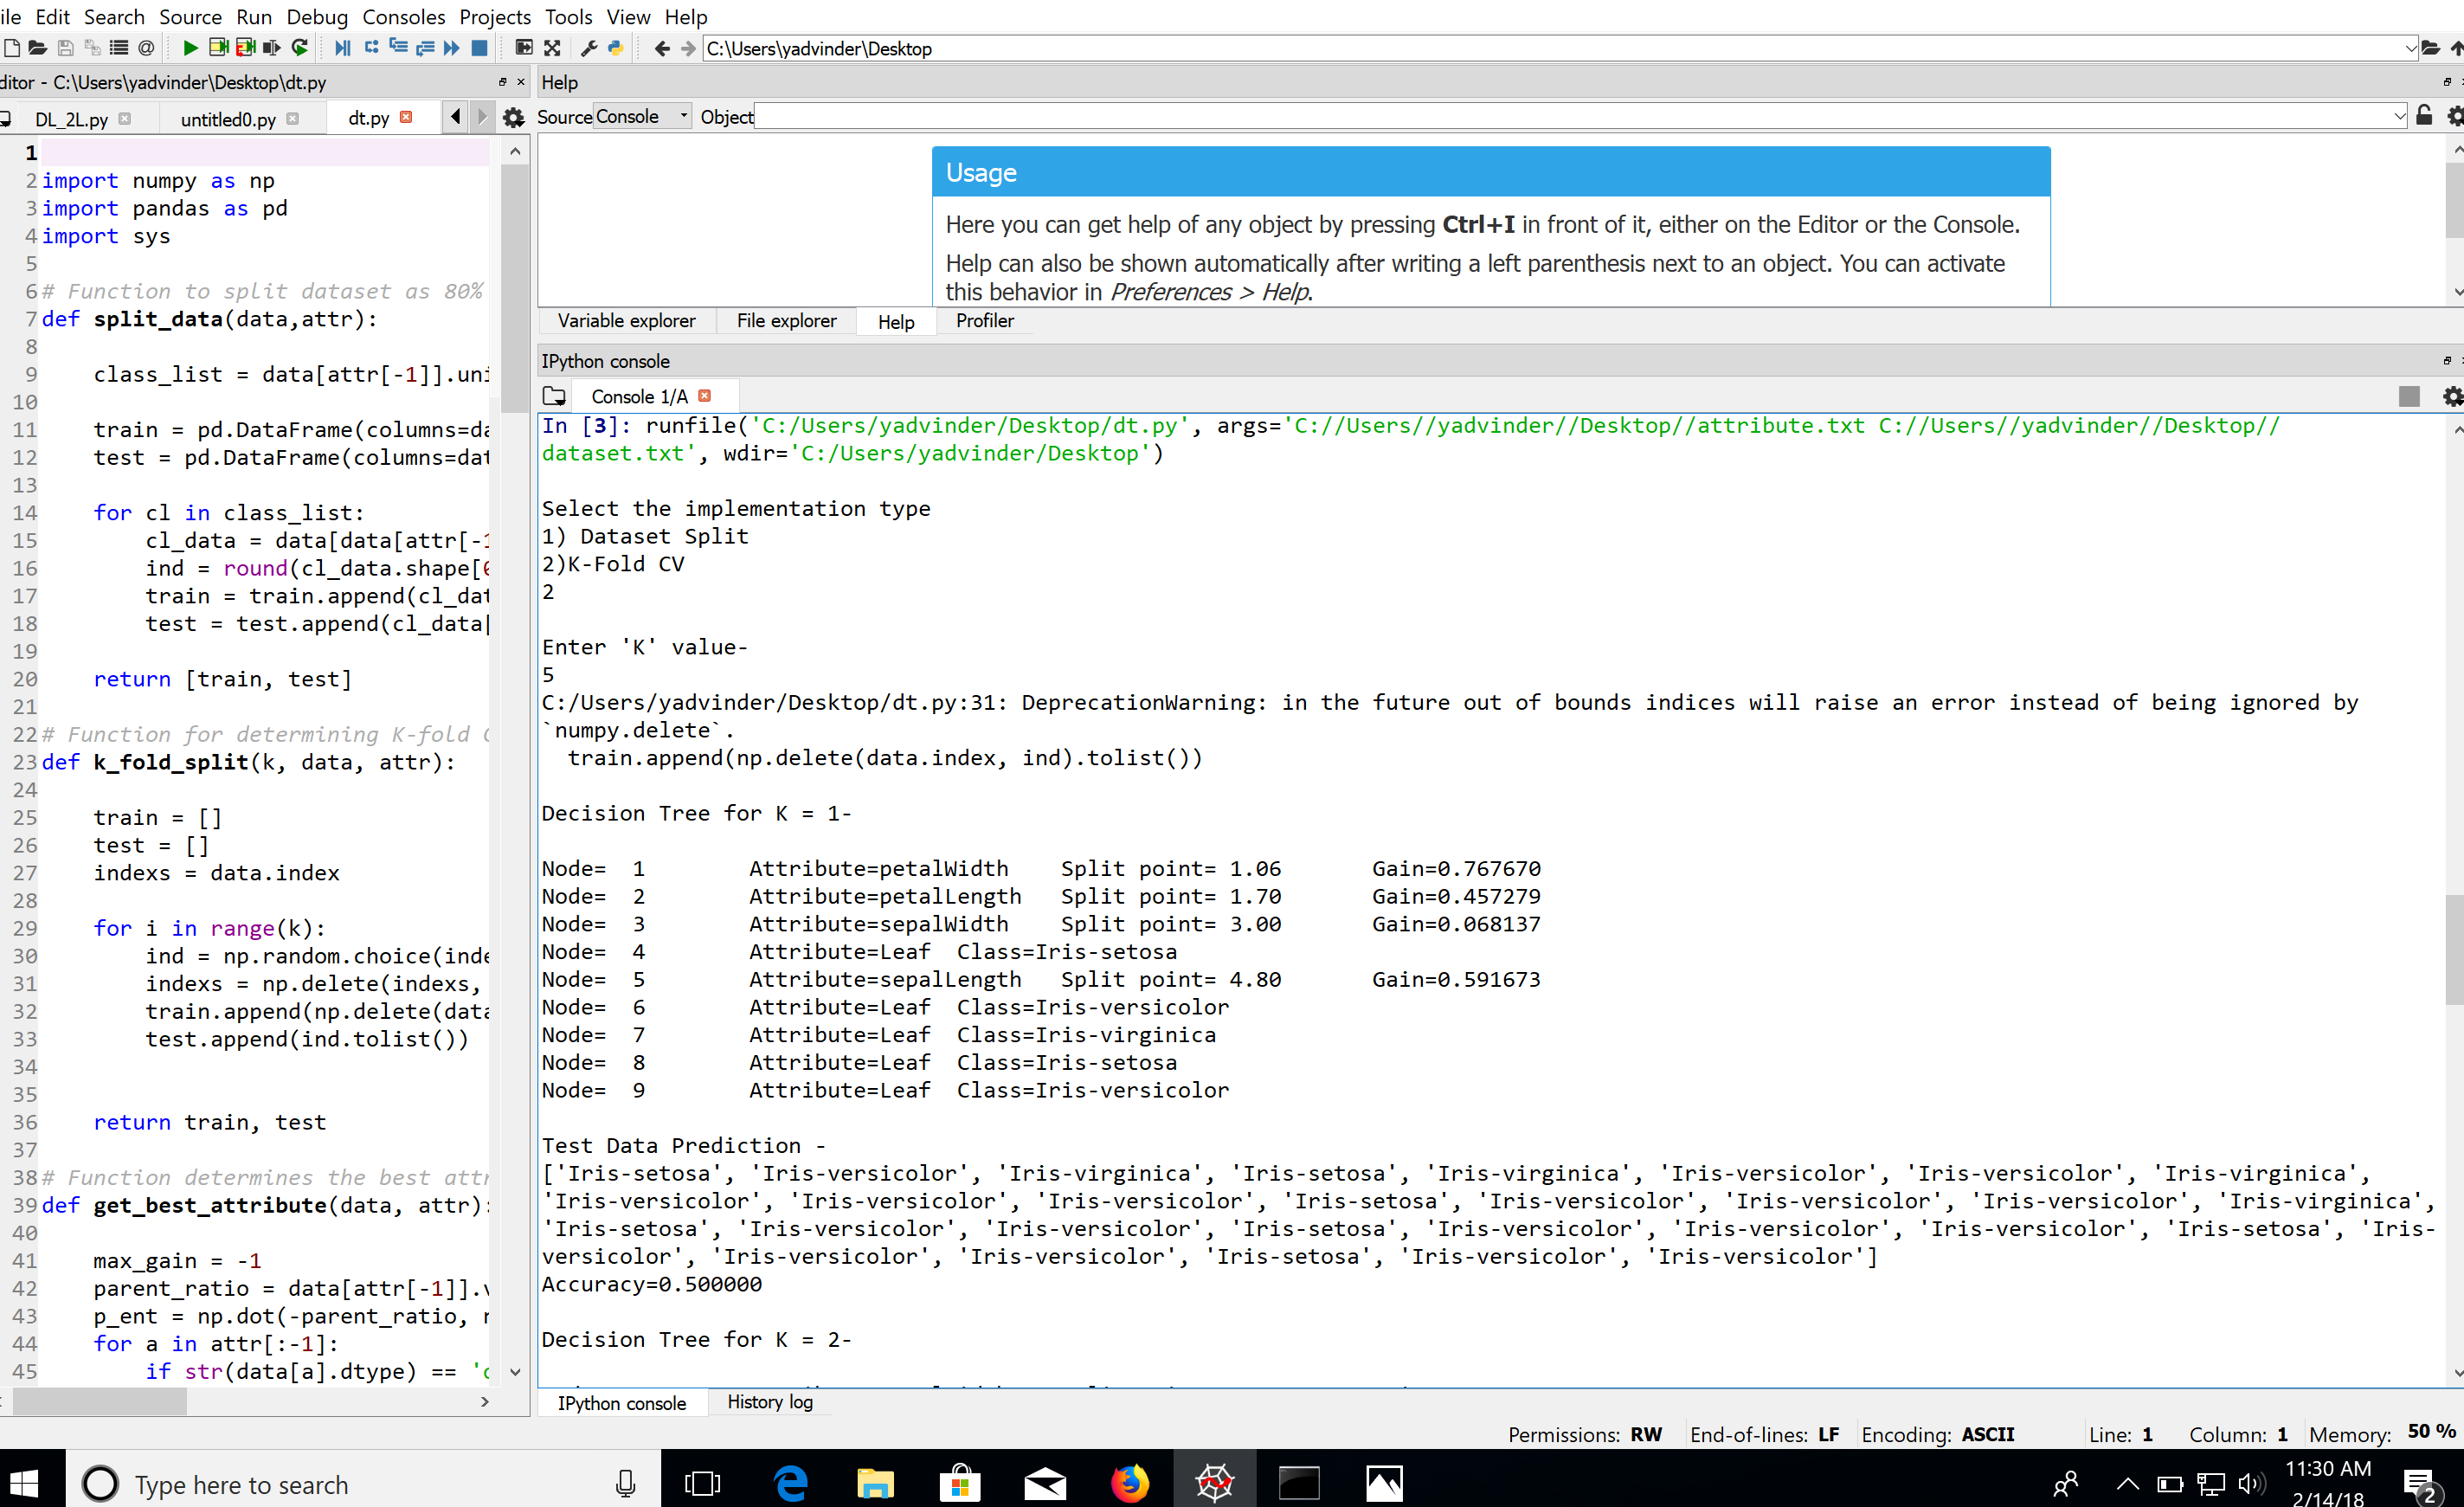 ile Edit Search Source Run Debug Consoles Projects Tools View Help
C:\Users\yadvinder\Desktop
ditor - C:\Users\yadvinder\Desktop\dt.py
DL_2L.py untitled0.py dt.py
1
2 import numpy as np
3 import pandas as pd
4 import sys
5
6 # Function to split dataset as 80%
7 def split_data(data,attr):
8
9 class_list = data[attr[-1]].uni
10
11 train = pd.DataFrame(columns=da
12 test = pd.DataFrame(columns=dat
13
14 for cl in class_list:
15 cl_data = data[data[attr[-1
16 ind = round(cl_data.shape[0
17 train = train.append(cl_dat
18 test = test.append(cl_data[
19
20 return [train, test]
21
22 # Function for determining K-fold C
23 def k_fold_split(k, data, attr):
24
25 train = []
26 test = []
27 indexs = data.index
28
29 for i in range(k):
30 ind = np.random.choice(inde
31 indexs = np.delete(indexs,
32 train.append(np.delete(data
33 test.append(ind.tolist())
34
35
36 return train, test
37
38 # Function determines the best attr
39 def get_best_attribute(data, attr):
40
41 max_gain = -1
42 parent_ratio = data[attr[-1]].v
43 p_ent = np.dot(-parent_ratio, n
44 for a in attr[:-1]:
45 if str(data[a].dtype) == 'o
Help
Source Console Object
Usage
Here you can get help of any object by pressing Ctrl+I in front of it, either on the Editor or the Console.
Help can also be shown automatically after writing a left parenthesis next to an object. You can activate
this behavior in Preferences > Help.
Variable explorer File explorer Help Profiler
IPython console
Console 1/A
In [3]: runfile('C:/Users/yadvinder/Desktop/dt.py', args='C://Users//yadvinder//Desktop//attribute.txt C://Users//yadvinder//Desktop//
dataset.txt', wdir='C:/Users/yadvinder/Desktop')
Select the implementation type
1) Dataset Split
2)K-Fold CV
2
Enter 'K' value-
5
C:/Users/yadvinder/Desktop/dt.py:31: DeprecationWarning: in the future out of bounds indices will raise an error instead of being ignored by
`numpy.delete`.
train.append(np.delete(data.index, ind).tolist())
Decision Tree for K = 1-
Node= 1 Attribute=petalWidth Split point= 1.06 Gain=0.767670
Node= 2 Attribute=petalLength Split point= 1.70 Gain=0.457279
Node= 3 Attribute=sepalWidth Split point= 3.00 Gain=0.068137
Node= 4 Attribute=Leaf Class=Iris-setosa
Node= 5 Attribute=sepalLength Split point= 4.80 Gain=0.591673
Node= 6 Attribute=Leaf Class=Iris-versicolor
Node= 7 Attribute=Leaf Class=Iris-virginica
Node= 8 Attribute=Leaf Class=Iris-setosa
Node= 9 Attribute=Leaf Class=Iris-versicolor
Test Data Prediction -
['Iris-setosa', 'Iris-versicolor', 'Iris-virginica', 'Iris-setosa', 'Iris-virginica', 'Iris-versicolor', 'Iris-versicolor', 'Iris-virginica',
'Iris-versicolor', 'Iris-versicolor', 'Iris-versicolor', 'Iris-setosa', 'Iris-versicolor', 'Iris-versicolor', 'Iris-versicolor', 'Iris-virginica',
'Iris-setosa', 'Iris-versicolor', 'Iris-versicolor', 'Iris-setosa', 'Iris-versicolor', 'Iris-versicolor', 'Iris-versicolor', 'Iris-setosa', 'Iris-
versicolor', 'Iris-versicolor', 'Iris-versicolor', 'Iris-setosa', 'Iris-versicolor', 'Iris-versicolor']
Accuracy=0.500000
Decision Tree for K = 2-
IPython console History log
Permissions: RW End-of-lines: LF Encoding: ASCII Line: 1 Column: 1 Memory: 50 %
Type here to search
11:30 AM
2/14/18
2